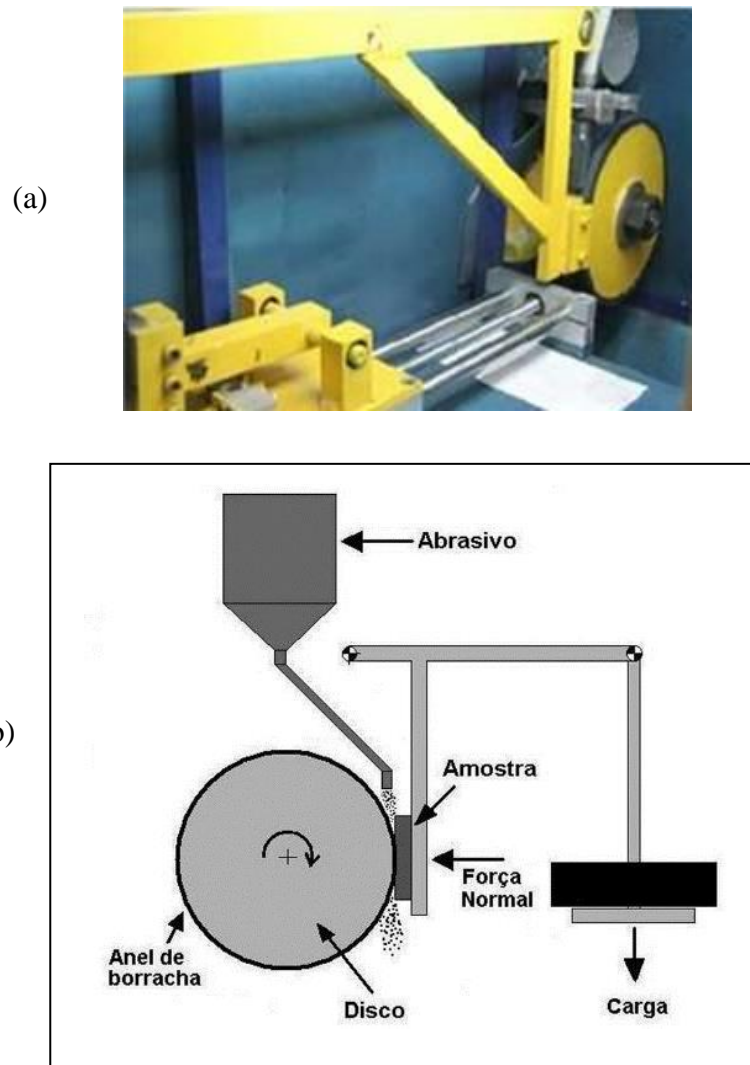 (a)
Abrasivo
Amostra
Força
Normal
Anel de
borracha
Disco
Carga